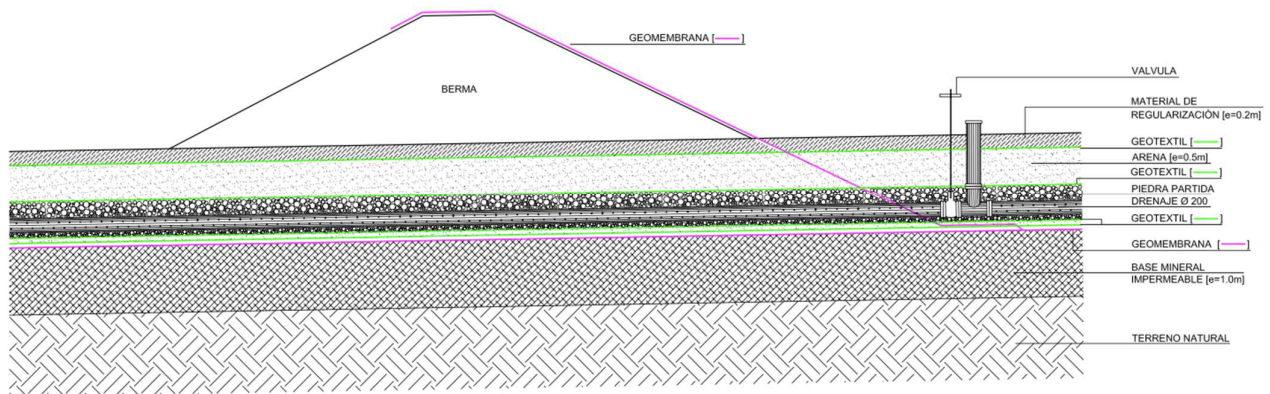 GEOMEMBRANA [ ]
BERMA
VALVULA
MATERIAL DE
REGULARIZACIÒN [e=0.2m]
GEOTEXTIL [ ]
ARENA [e=0.5m]
GEOTEXTIL [ ]
PIEDRA PARTIDA
DRENAJE Ø 200
GEOTEXTIL [ ]
GEOMEMBRANA [ ]
BASE MINERAL
IMPERMEABLE [e=1.0m]
TERRENO NATURAL